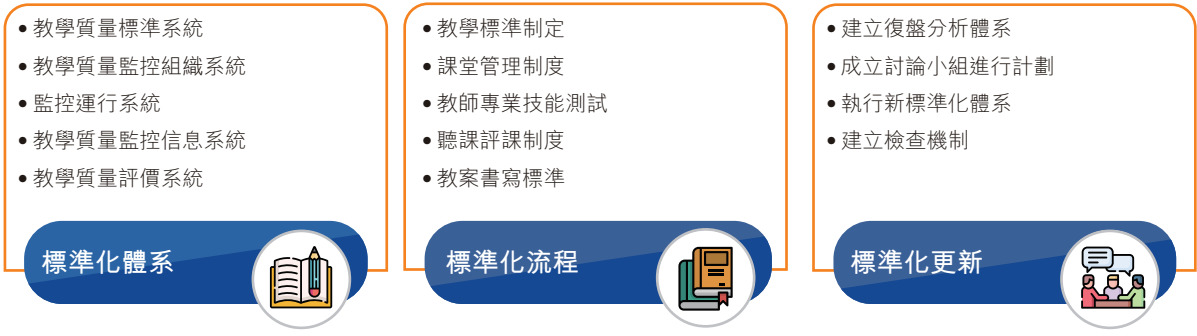 • 教學質量標準系統
• 教學質量監控組織系統
• 監控運行系統
• 教學質量監控信息系統
• 教學質量評價系統
標準化體系
• 教學標準制定
• 課堂管理制度
• 教師專業技能測試
• 聽課評課制度
• 教案書寫標準
標準化流程
• 建立復盤分析體系
• 成立討論小組進行計劃
• 執行新標準化體系
• 建立檢查機制
標準化更新